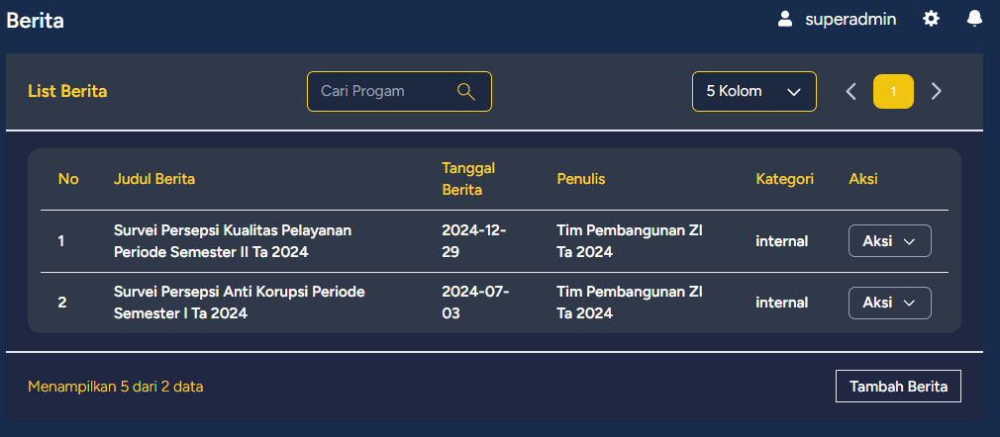 Berita
superadmin
List Berita
Cari Progam
5 Kolom
1
No Judul Berita Tanggal Berita Penulis Kategori Aksi
1 Survei Persepsi Kualitas Pelayanan 2024-12- Tim Pembangunan ZI internal Aksi
Periode Semester II Ta 2024 29 Ta 2024
2 Survei Persepsi Anti Korupsi Periode 2024-07- Tim Pembangunan ZI internal Aksi
Semester I Ta 2024 03 Ta 2024
Menampilkan 5 dari 2 data
Tambah Berita